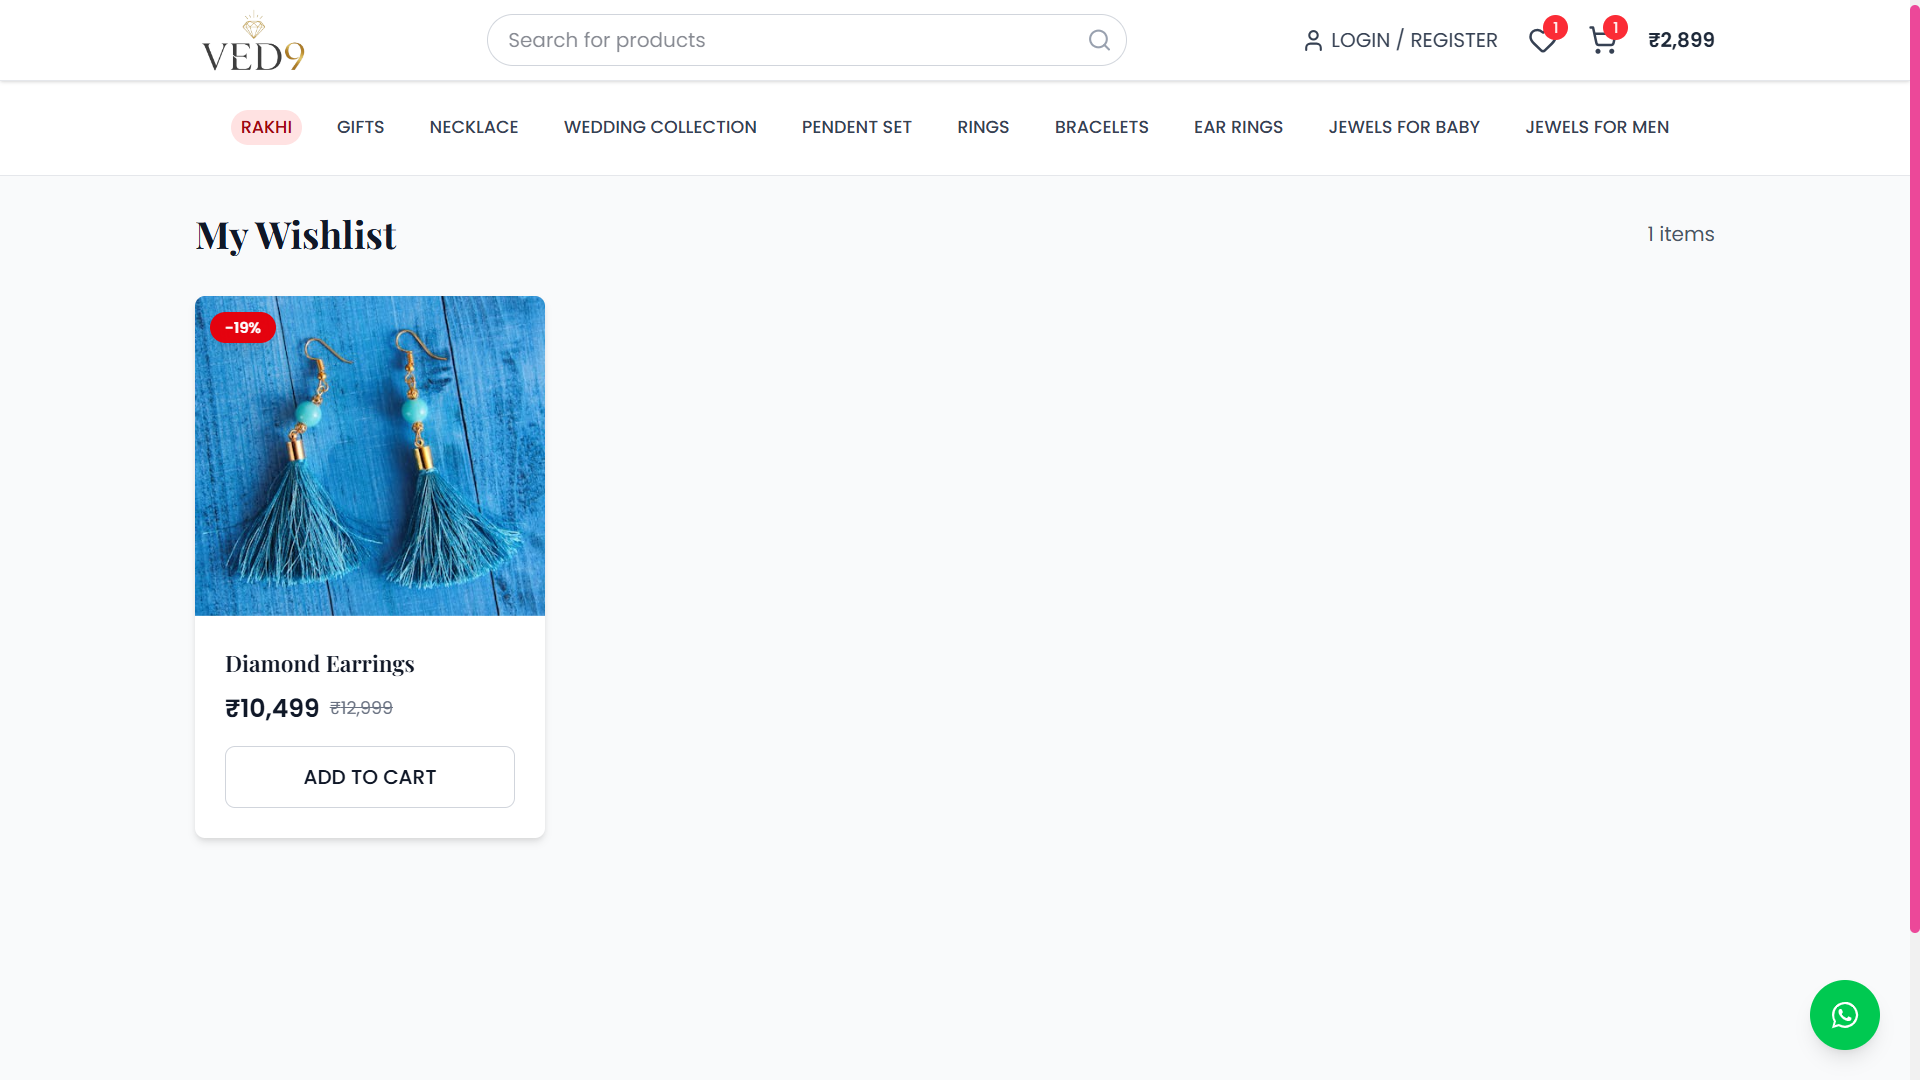 VED9
Search for products
LOGIN / REGISTER
1
1
₹2,899
RAKHI
GIFTS
NECKLACE
WEDDING COLLECTION
PENDENT SET
RINGS
BRACELETS
EAR RINGS
JEWELS FOR BABY
JEWELS FOR MEN
My Wishlist
1 items
-19%
Diamond Earrings
₹10,499 ₹12,999
ADD TO CART